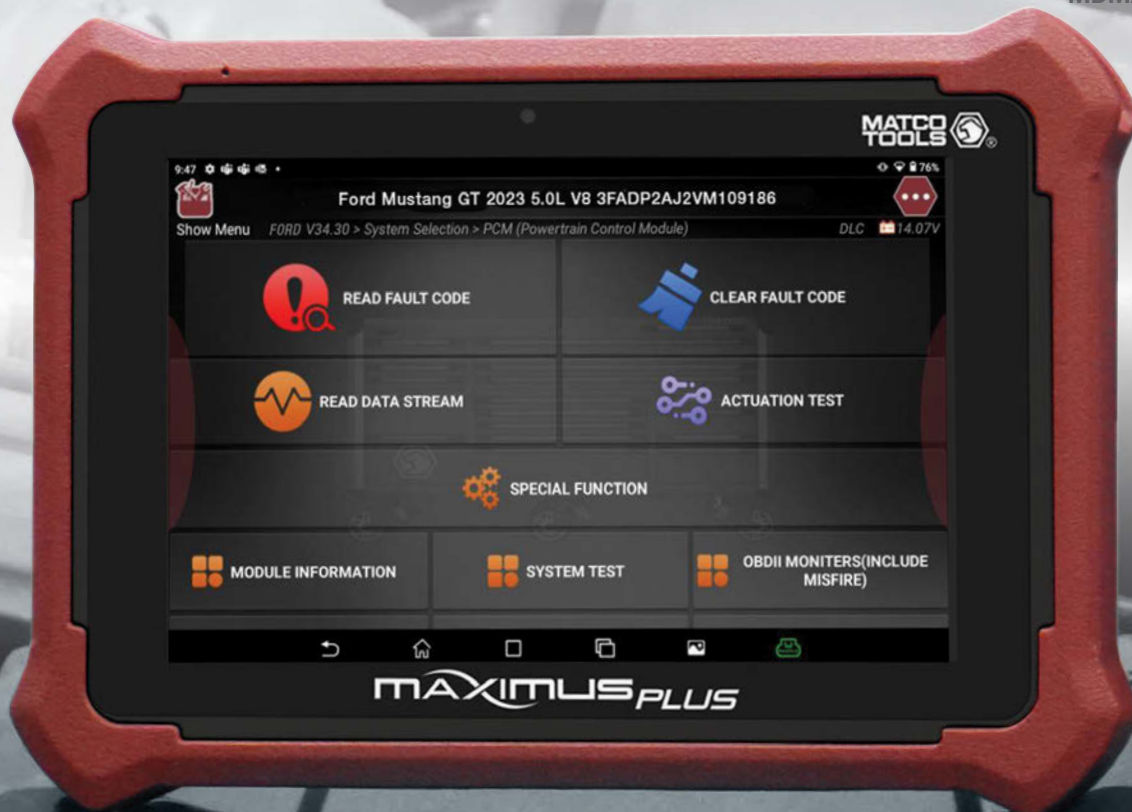 MATCO
TOOLS
9:47
76%
Ford Mustang GT 2023 5.0L V8 3FADP2AJ2VM109186
Show Menu FORD V34.30 > System Selection > PCM (Powertrain Control Module) DLC 14.07V
READ FAULT CODE
CLEAR FAULT CODE
READ DATA STREAM
ACTUATION TEST
SPECIAL FUNCTION
MODULE INFORMATION
SYSTEM TEST
OBDII MONITERS(INCLUDE
MISFIRE)
MAXIMUS PLUS